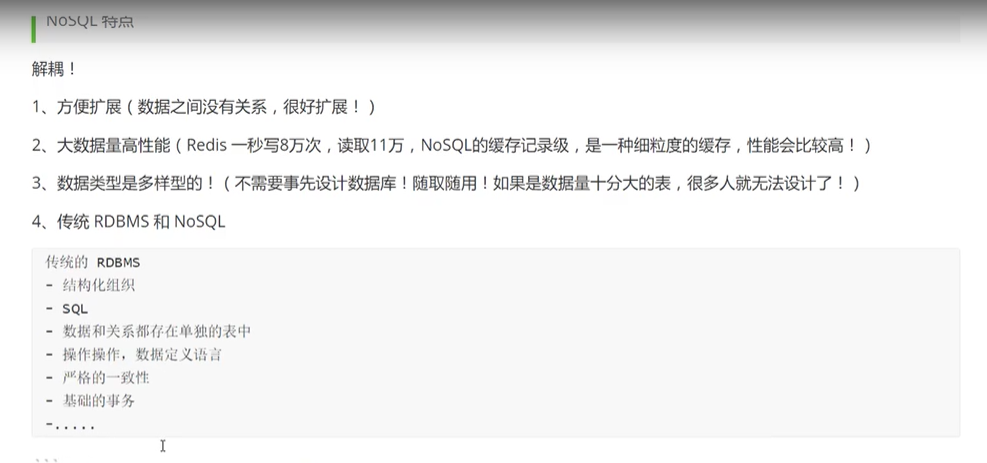 NoSQL 特点
解耦！
1、方便扩展（数据之间没有关系，很好扩展！）
2、大数据量高性能（Redis 一秒写8万次，读取11万，NoSQL的缓存记录级，是一种细粒度的缓存，性能会比较高！）
3、数据类型是多样型的！（不需要事先设计数据库！随取随用！如果是数据量十分大的表，很多人就无法设计了！）
4、传统 RDBMS 和 NoSQL
传统的 RDBMS
- 结构化组织
- SQL
- 数据和关系都存在单独的表中
- 操作操作，数据定义语言
- 严格的一致性
- 基础的事务
-.....
```